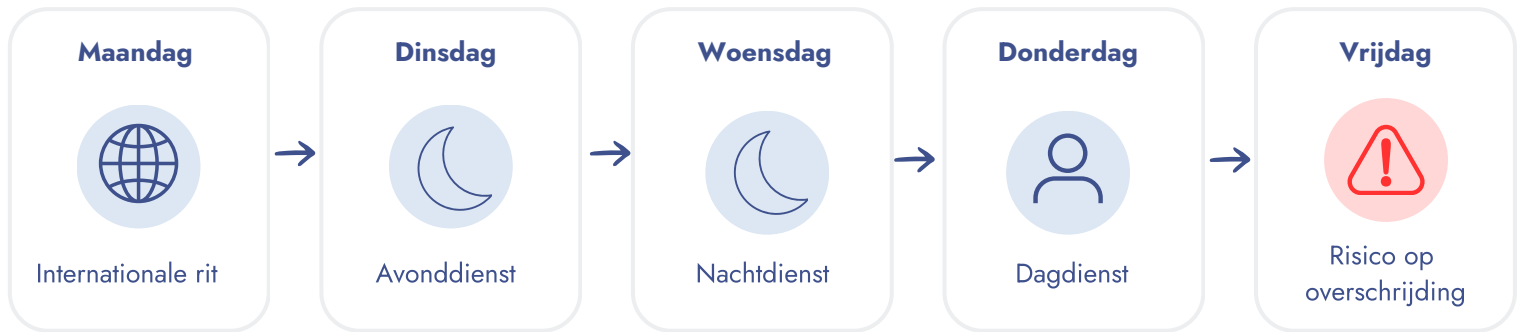 Maandag
Dinsdag
Woensdag
Donderdag
Vrijdag
Internationale rit
Avonddienst
Nachtdienst
Dagdienst
Risico op
overschrijding